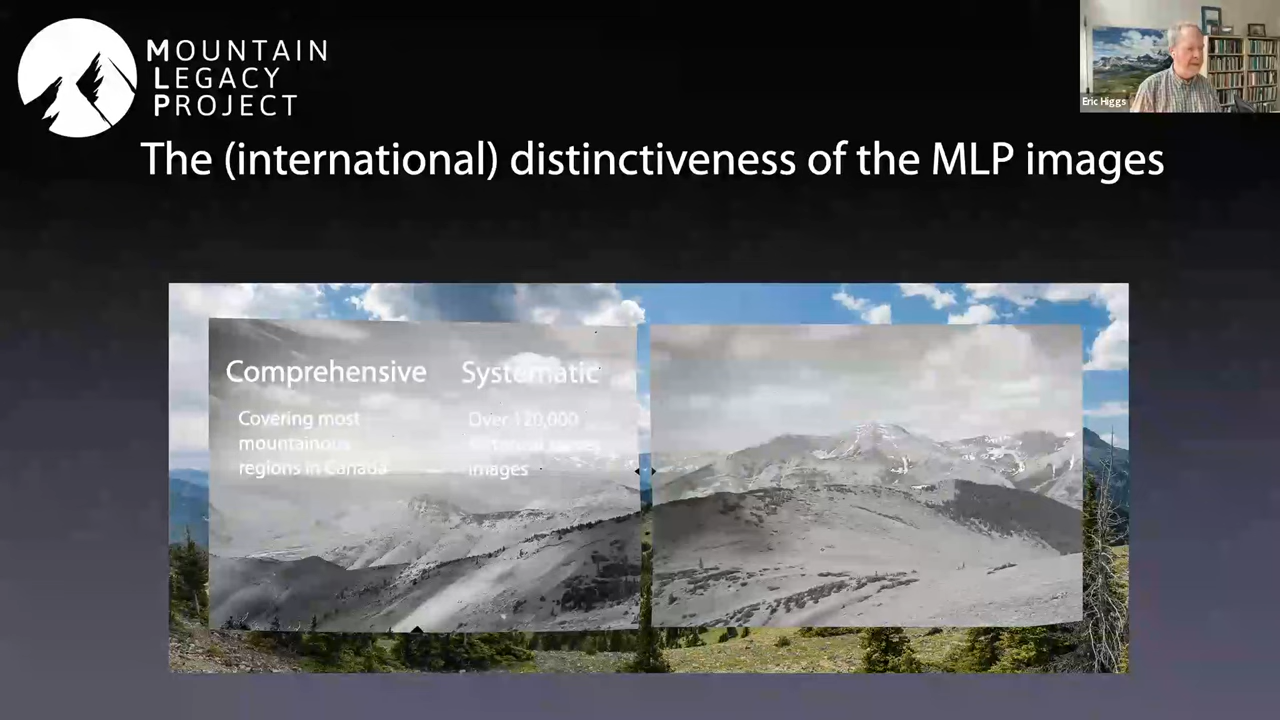 MOUNTAIN
LEGACY
PROJECT
Eric Higgs
The (international) distinctiveness of the MLP images
Comprehensive
Covering most
mountainous
regions in Canada
Systematic
Over 120,000
images